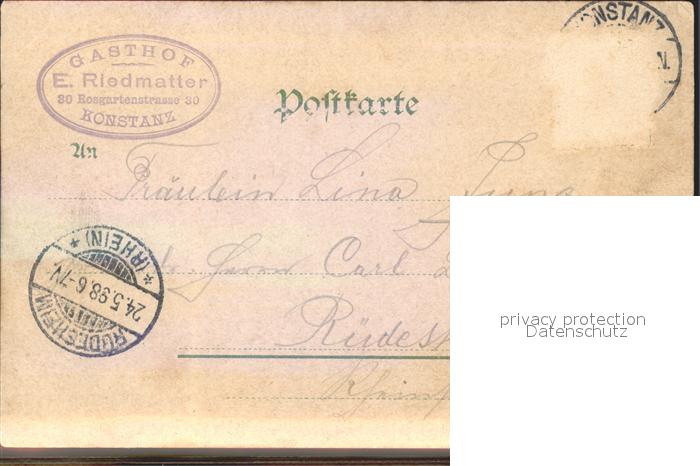 GASTHOF
E. Riedmatter
30 Rosgartenstrasse 30
KONSTANZ
KONSTANZ
Postkarte
An
Fräulein Lina
Herrn Carl
RÜDESHEIM
24.5.98.6-7N.
* (RHEIN) *
privacy protection
Datenschutz